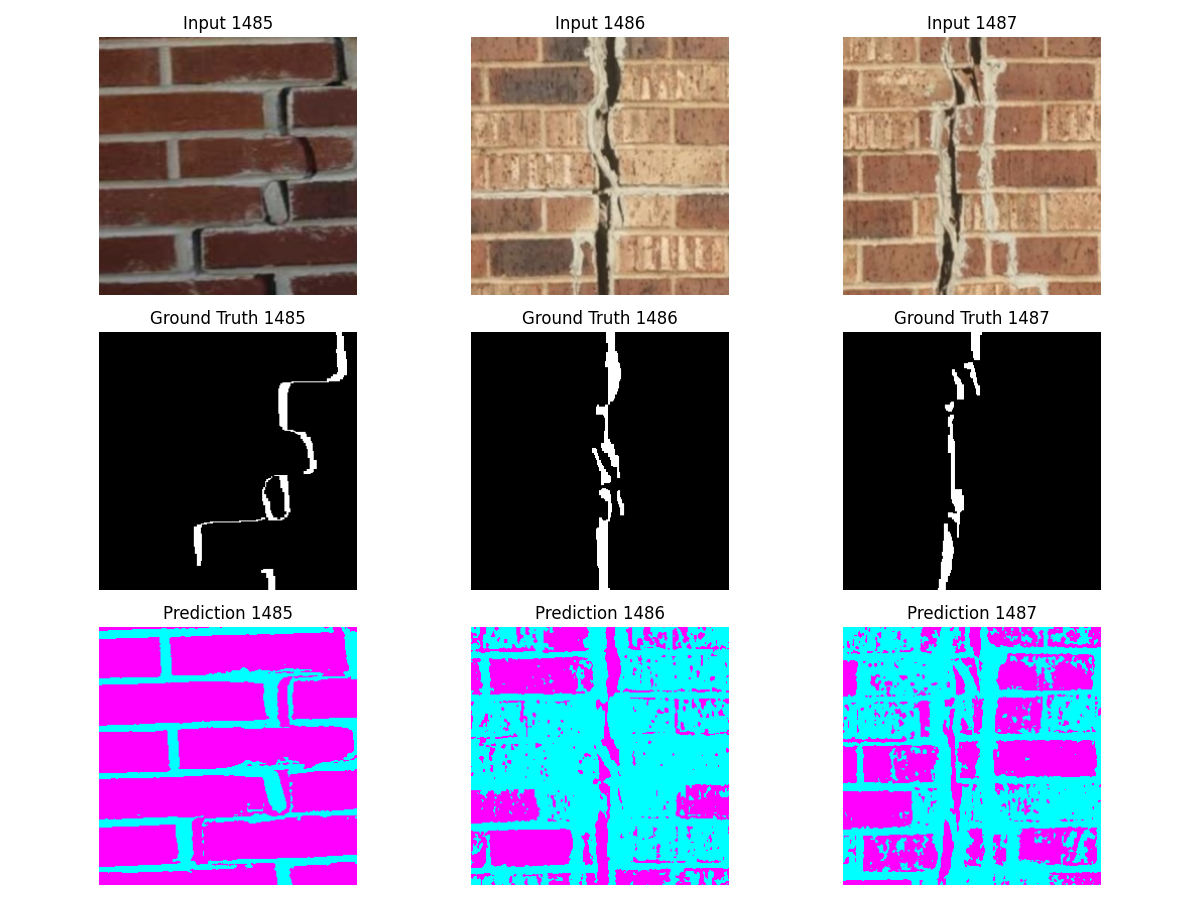 Input 1485
Input 1486
Input 1487
Ground Truth 1485
Ground Truth 1486
Ground Truth 1487
Prediction 1485
Prediction 1486
Prediction 1487